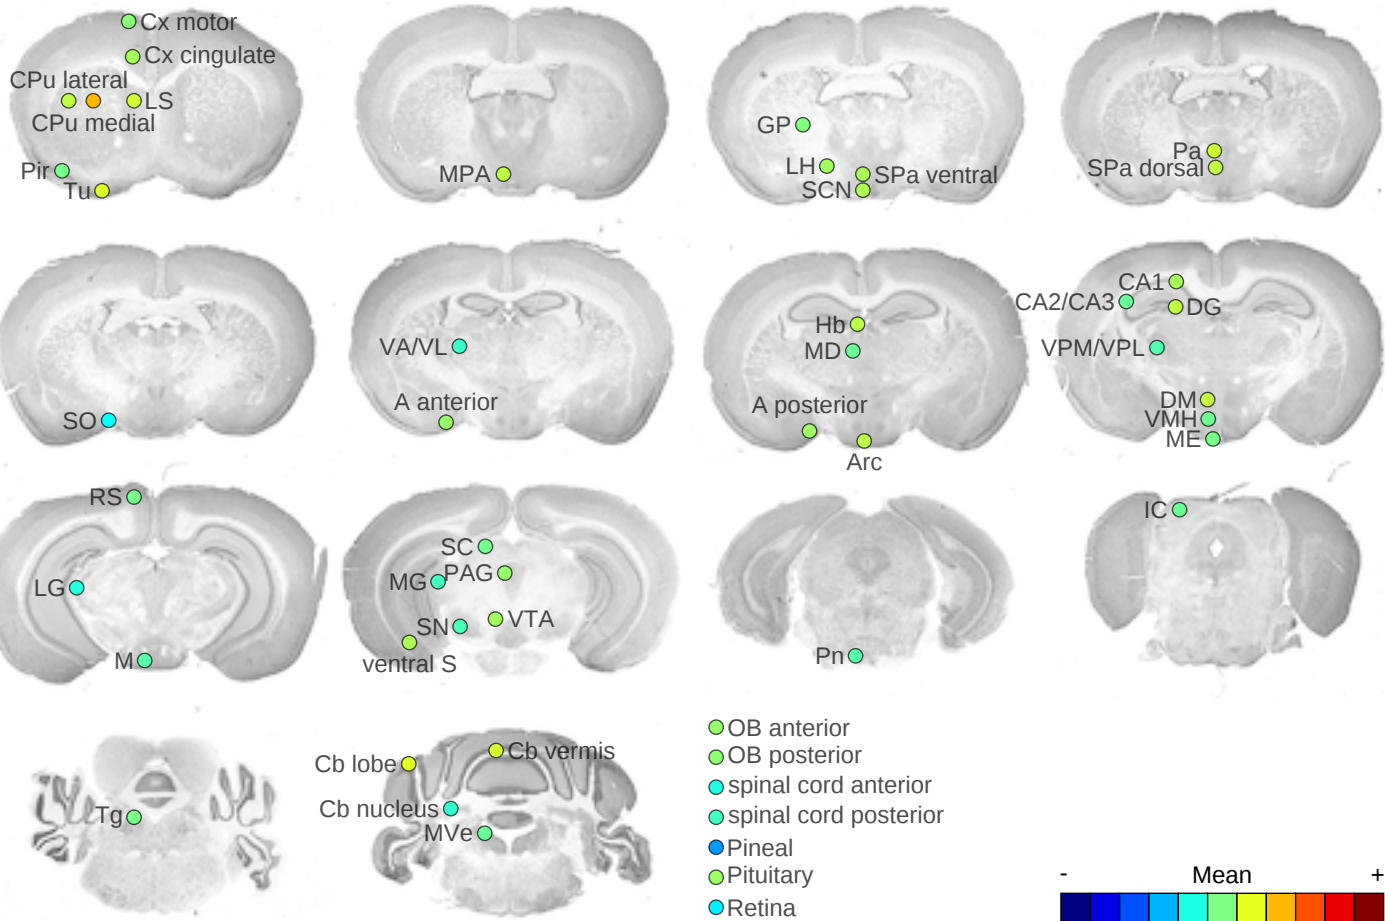 Cx motor
Cx cingulate
CPu lateral
LS
CPu medial
Pir
Tu
MPA
GP
LH
SPa ventral
SCN
Pa
SPa dorsal
SO
VA/VL
A anterior
Hb
MD
A posterior
Arc
CA1
CA2/CA3
DG
VPM/VPL
DM
VMH
ME
RS
LG
M
SC
MG
PAG
SN
VTA
ventral S
Pn
IC
Tg
Cb lobe
Cb vermis
Cb nucleus
MVe
OB anterior
OB posterior
spinal cord anterior
spinal cord posterior
Pineal
Pituitary
Retina
- Mean +